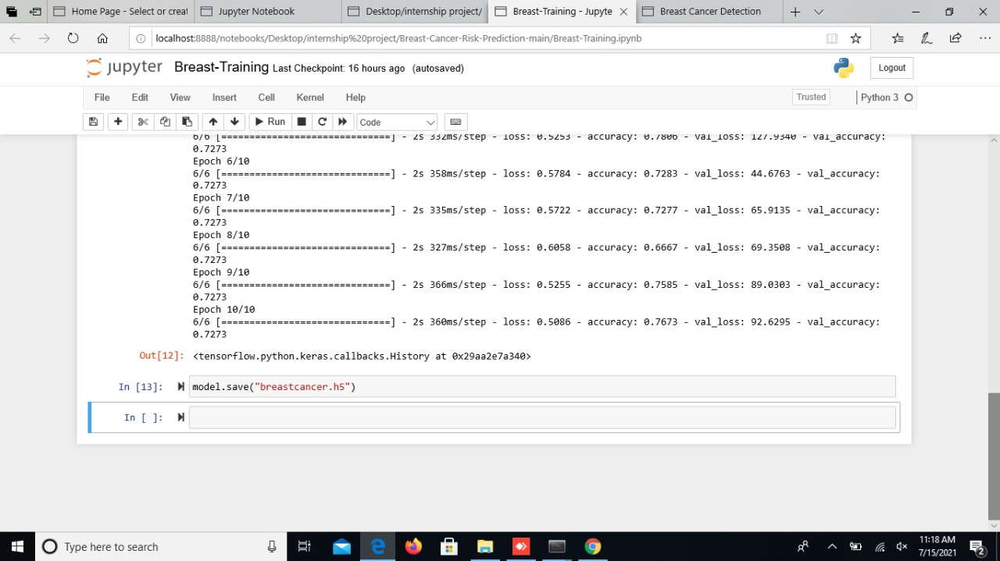 Home Page - Select or creat
Jupyter Notebook
Desktop/internship project/
Breast-Training - Jupyte
Breast Cancer Detection
localhost:8888/notebooks/Desktop/internship%20project/Breast-Cancer-Risk-Prediction-main/Breast-Training.ipynb
jupyter Breast-Training Last Checkpoint: 16 hours ago (autosaved)
Logout
File Edit View Insert Cell Kernel Help
Trusted
Python 3
Run
Code
6/6 [==============================] - 2s 332ms/step - loss: 0.5253 - accuracy: 0.7806 - val_loss: 127.9340 - val_accuracy:
0.7273
Epoch 6/10
6/6 [==============================] - 2s 358ms/step - loss: 0.5784 - accuracy: 0.7283 - val_loss: 44.6763 - val_accuracy:
0.7273
Epoch 7/10
6/6 [==============================] - 2s 335ms/step - loss: 0.5722 - accuracy: 0.7277 - val_loss: 65.9135 - val_accuracy:
0.7273
Epoch 8/10
6/6 [==============================] - 2s 327ms/step - loss: 0.6058 - accuracy: 0.6667 - val_loss: 69.3508 - val_accuracy:
0.7273
Epoch 9/10
6/6 [==============================] - 2s 366ms/step - loss: 0.5255 - accuracy: 0.7585 - val_loss: 89.0303 - val_accuracy:
0.7273
Epoch 10/10
6/6 [==============================] - 2s 360ms/step - loss: 0.5086 - accuracy: 0.7673 - val_loss: 92.6295 - val_accuracy:
0.7273
Out[12]: <tensorflow.python.keras.callbacks.History at 0x29aa2e7a340>
In [13]: model.save("breastcancer.h5")
In [ ]:
Type here to search
11:18 AM
7/15/2021
2